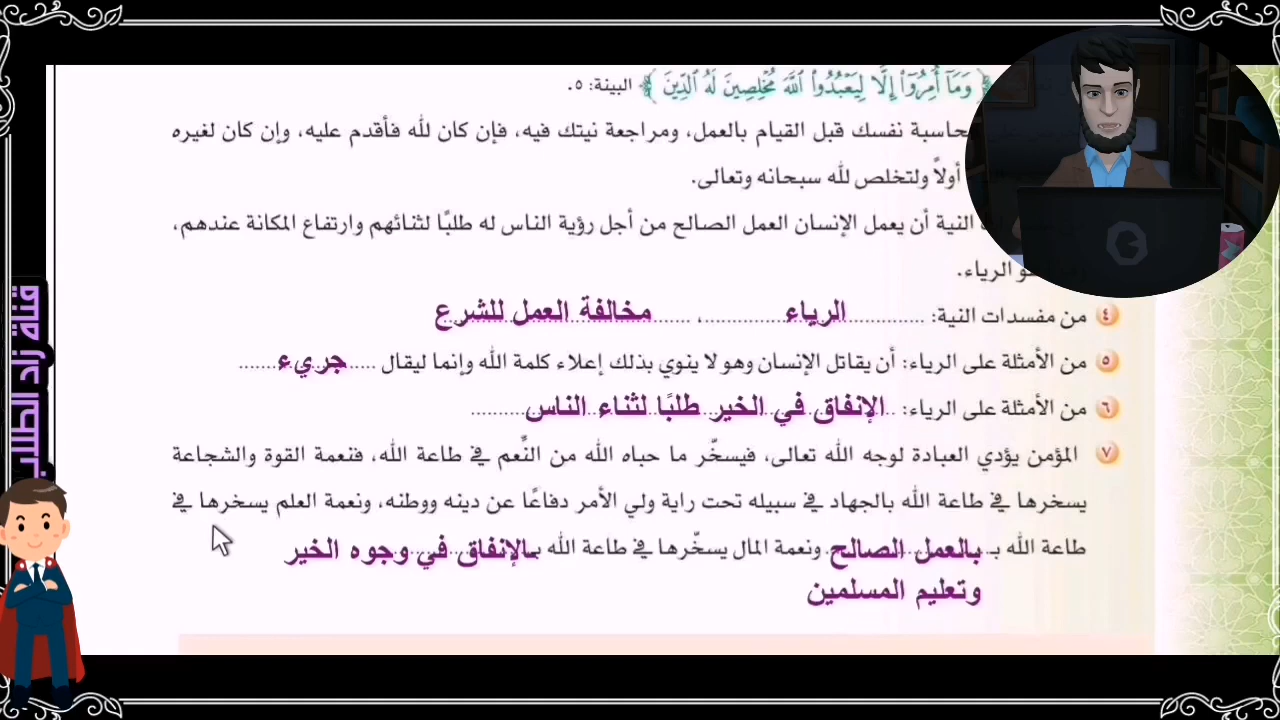 ﴿ وَمَآ أُمِرُوٓاْ إِلَّا لِيَعۡبُدُواْ ٱللَّهَ مُخۡلِصِينَ لَهُ ٱلدِّينَ ﴾ البينة: ٥.
نفسك قبل القيام بالعمل، ومراجعة نيتك فيه، فإن كان لله فأقدم عليه، وإن كان لغيره
أولاً ولتخلص لله سبحانه وتعالى.
النية أن يعمل الإنسان العمل الصالح من أجل رؤية الناس له طلبًا لثنائهم وارتفاع المكانة عندهم،
الرياء.
٤ من مفسدات النية: الرياء ، مخالفة العمل للشرع
٥ من الأمثلة على الرياء: أن يقاتل الإنسان وهو لا ينوي بذلك إعلاء كلمة الله وإنما ليقال جريء
٦ من الأمثلة على الرياء: الإنفاق في الخير طلبًا لثناء الناس
٧ المؤمن يؤدي العبادة لوجه الله تعالى، فيسخّر ما حباه الله من النِّعم في طاعة الله، فنعمة القوة والشجاعة
يسخرها في طاعة الله بالجهاد في سبيله تحت راية ولي الأمر دفاعًا عن دينه ووطنه، ونعمة العلم يسخرها في
طاعة الله بـ بالعمل الصالح ونعمة المال يسخّرها في طاعة الله بـ بالإنفاق في وجوه الخير
وتعليم المسلمين
قناة زاد الطلاب